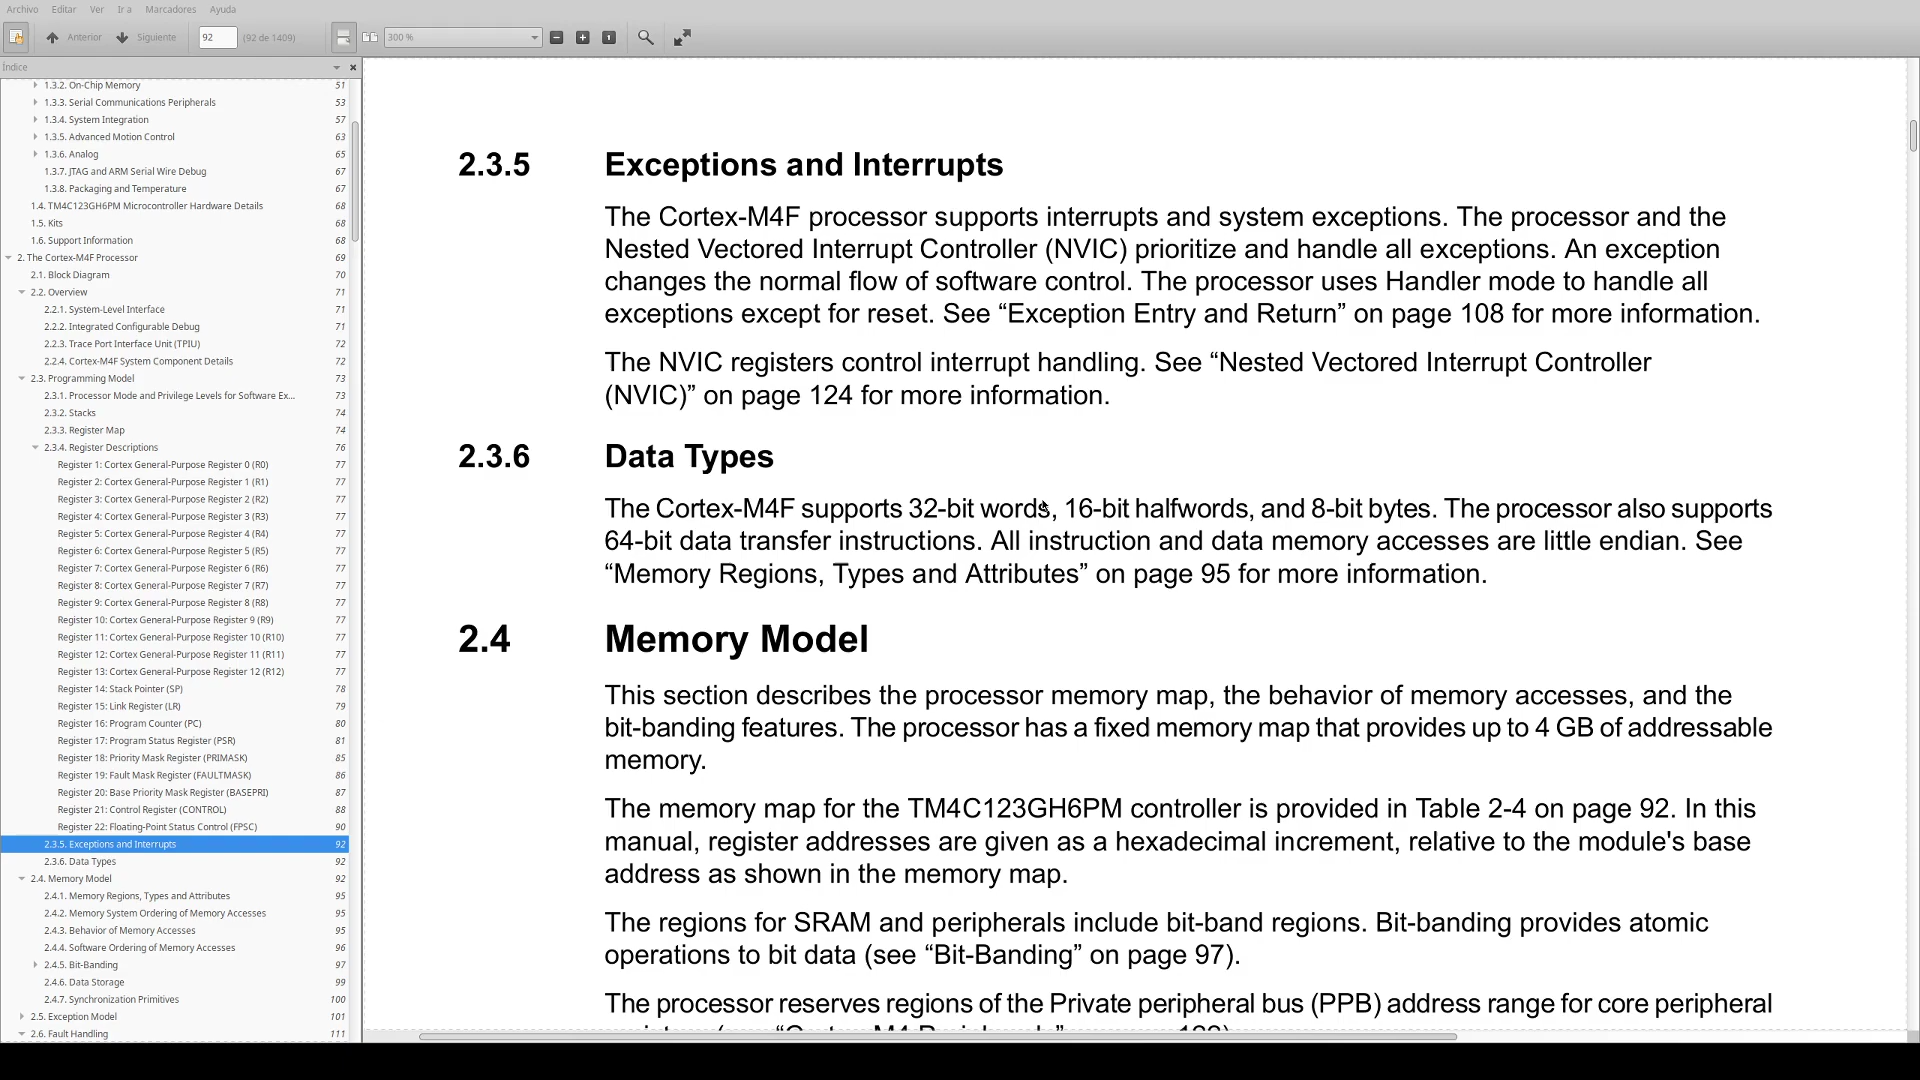 Archivo Editar Ver Ir a Marcadores Ayuda
Anterior Siguiente 92 (92 de 1409) 300 %
Índice
1.3.2. On-Chip Memory 51
1.3.3. Serial Communications Peripherals 53
1.3.4. System Integration 57
1.3.5. Advanced Motion Control 63
1.3.6. Analog 65
1.3.7. JTAG and ARM Serial Wire Debug 67
1.3.8. Packaging and Temperature 67
1.4. TM4C123GH6PM Microcontroller Hardware Details 68
1.5. Kits 68
1.6. Support Information 68
2. The Cortex-M4F Processor 69
2.1. Block Diagram 70
2.2. Overview 71
2.2.1. System-Level Interface 71
2.2.2. Integrated Configurable Debug 71
2.2.3. Trace Port Interface Unit (TPIU) 72
2.2.4. Cortex-M4F System Component Details 72
2.3. Programming Model 73
2.3.1. Processor Mode and Privilege Levels for Software Ex... 73
2.3.2. Stacks 74
2.3.3. Register Map 74
2.3.4. Register Descriptions 76
Register 1: Cortex General-Purpose Register 0 (R0) 77
Register 2: Cortex General-Purpose Register 1 (R1) 77
Register 3: Cortex General-Purpose Register 2 (R2) 77
Register 4: Cortex General-Purpose Register 3 (R3) 77
Register 5: Cortex General-Purpose Register 4 (R4) 77
Register 6: Cortex General-Purpose Register 5 (R5) 77
Register 7: Cortex General-Purpose Register 6 (R6) 77
Register 8: Cortex General-Purpose Register 7 (R7) 77
Register 9: Cortex General-Purpose Register 8 (R8) 77
Register 10: Cortex General-Purpose Register 9 (R9) 77
Register 11: Cortex General-Purpose Register 10 (R10) 77
Register 12: Cortex General-Purpose Register 11 (R11) 77
Register 13: Cortex General-Purpose Register 12 (R12) 77
Register 14: Stack Pointer (SP) 78
Register 15: Link Register (LR) 79
Register 16: Program Counter (PC) 80
Register 17: Program Status Register (PSR) 81
Register 18: Priority Mask Register (PRIMASK) 85
Register 19: Fault Mask Register (FAULTMASK) 86
Register 20: Base Priority Mask Register (BASEPRI) 87
Register 21: Control Register (CONTROL) 88
Register 22: Floating-Point Status Control (FPSC) 90
2.3.5. Exceptions and Interrupts 92
2.3.6. Data Types 92
2.4. Memory Model 92
2.4.1. Memory Regions, Types and Attributes 95
2.4.2. Memory System Ordering of Memory Accesses 95
2.4.3. Behavior of Memory Accesses 95
2.4.4. Software Ordering of Memory Accesses 96
2.4.5. Bit-Banding 97
2.4.6. Data Storage 99
2.4.7. Synchronization Primitives 100
2.5. Exception Model 101
2.6. Fault Handling 111
2.3.5 Exceptions and Interrupts
The Cortex-M4F processor supports interrupts and system exceptions. The processor and the
Nested Vectored Interrupt Controller (NVIC) prioritize and handle all exceptions. An exception
changes the normal flow of software control. The processor uses Handler mode to handle all
exceptions except for reset. See “Exception Entry and Return” on page 108 for more information.
The NVIC registers control interrupt handling. See “Nested Vectored Interrupt Controller
(NVIC)” on page 124 for more information.
2.3.6 Data Types
The Cortex-M4F supports 32-bit words, 16-bit halfwords, and 8-bit bytes. The processor also supports
64-bit data transfer instructions. All instruction and data memory accesses are little endian. See
“Memory Regions, Types and Attributes” on page 95 for more information.
2.4 Memory Model
This section describes the processor memory map, the behavior of memory accesses, and the
bit-banding features. The processor has a fixed memory map that provides up to 4 GB of addressable
memory.
The memory map for the TM4C123GH6PM controller is provided in Table 2-4 on page 92. In this
manual, register addresses are given as a hexadecimal increment, relative to the module's base
address as shown in the memory map.
The regions for SRAM and peripherals include bit-band regions. Bit-banding provides atomic
operations to bit data (see “Bit-Banding” on page 97).
The processor reserves regions of the Private peripheral bus (PPB) address range for core peripheral